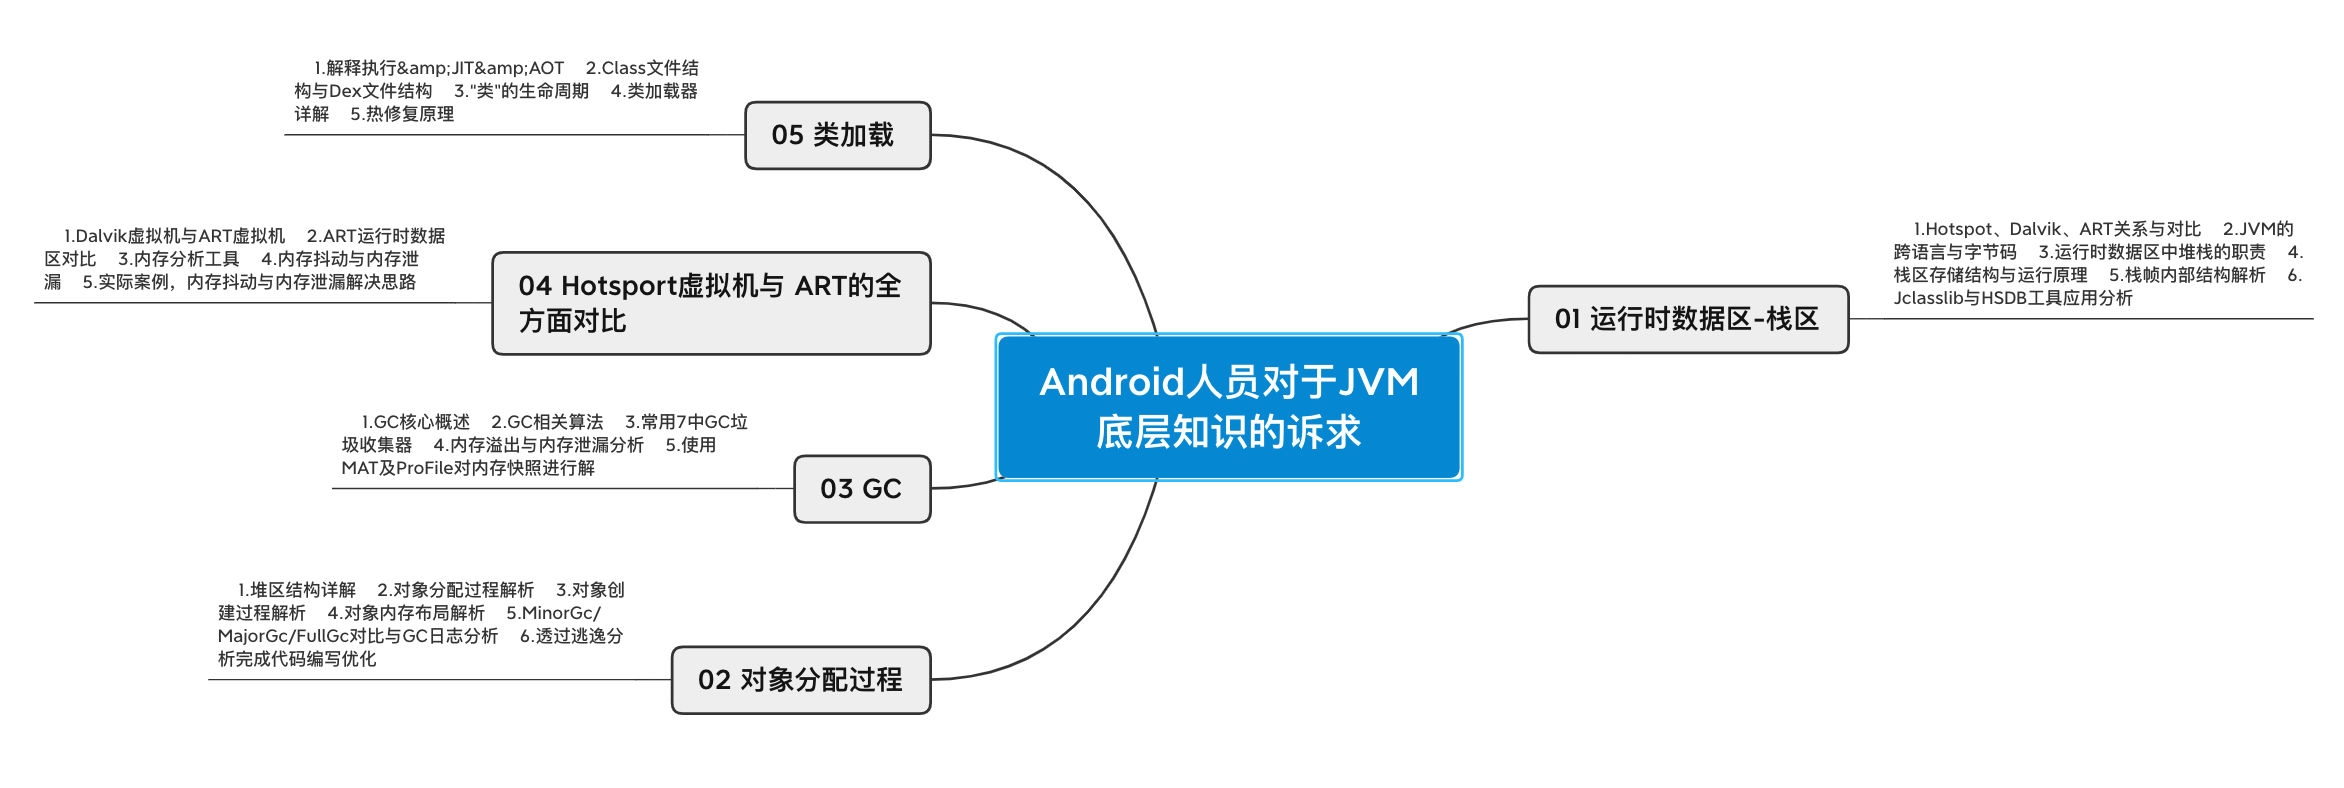 Android人员对于JVM
底层知识的诉求
01 运行时数据区-栈区
1.Hotspot、Dalvik、ART关系与对比 2.JVM的
跨语言与字节码 3.运行时数据区中堆栈的职责 4.
栈区存储结构与运行原理 5.栈帧内部结构解析 6.
Jclasslib与HSDB工具应用分析
02 对象分配过程
1.堆区结构详解 2.对象分配过程解析 3.对象创
建过程解析 4.对象内存布局解析 5.MinorGc/
MajorGc/FullGc对比与GC日志分析 6.透过逃逸分
析完成代码编写优化
03 GC
1.GC核心概述 2.GC相关算法 3.常用7中GC垃
圾收集器 4.内存溢出与内存泄漏分析 5.使用
MAT及ProFile对内存快照进行解
04 Hotsport虚拟机与 ART的全
方面对比
1.Dalvik虚拟机与ART虚拟机 2.ART运行时数据
区对比 3.内存分析工具 4.内存抖动与内存泄
漏 5.实际案例，内存抖动与内存泄漏解决思路
05 类加载
1.解释执行&amp;JIT&amp;AOT 2.Class文件结
构与Dex文件结构 3."类"的生命周期 4.类加载器
详解 5.热修复原理